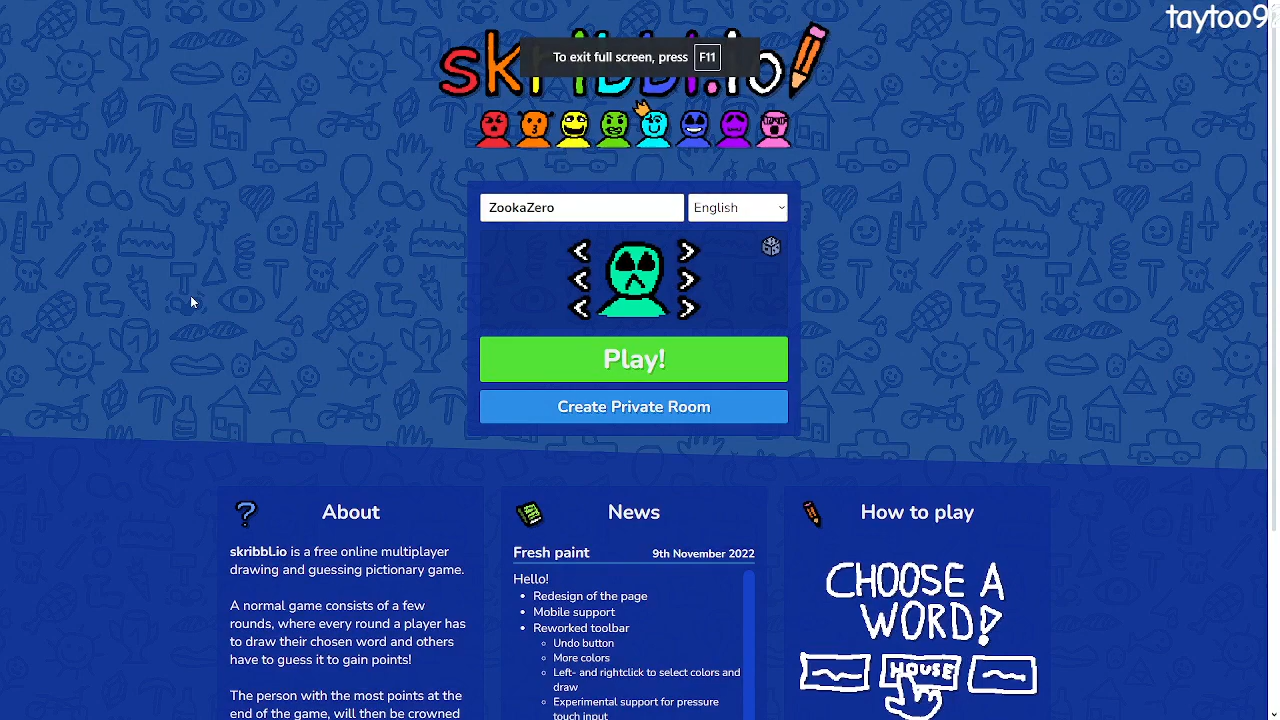 taytoo9
To exit full screen, press F11
ZookaZero
English
Play!
Create Private Room
About
skribbl.io is a free online multiplayer
drawing and guessing pictionary game.
A normal game consists of a few
rounds, where every round a player has
to draw their chosen word and others
have to guess it to gain points!
The person with the most points at the
end of the game, will then be crowned
News
Fresh paint
9th November 2022
Hello!
Redesign of the page
Mobile support
Reworked toolbar
Undo button
More colors
Left- and rightclick to select colors and
draw
Experimental support for pressure
touch input
How to play
CHOOSE A
WORD!
HOUSE